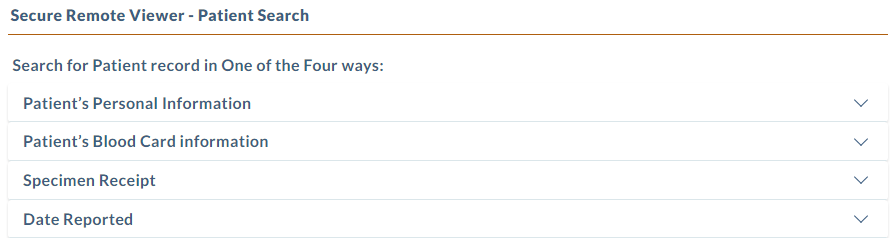 Secure Remote Viewer - Patient Search
Search for Patient record in One of the Four ways:
Patient’s Personal Information
Patient’s Blood Card information
Specimen Receipt
Date Reported